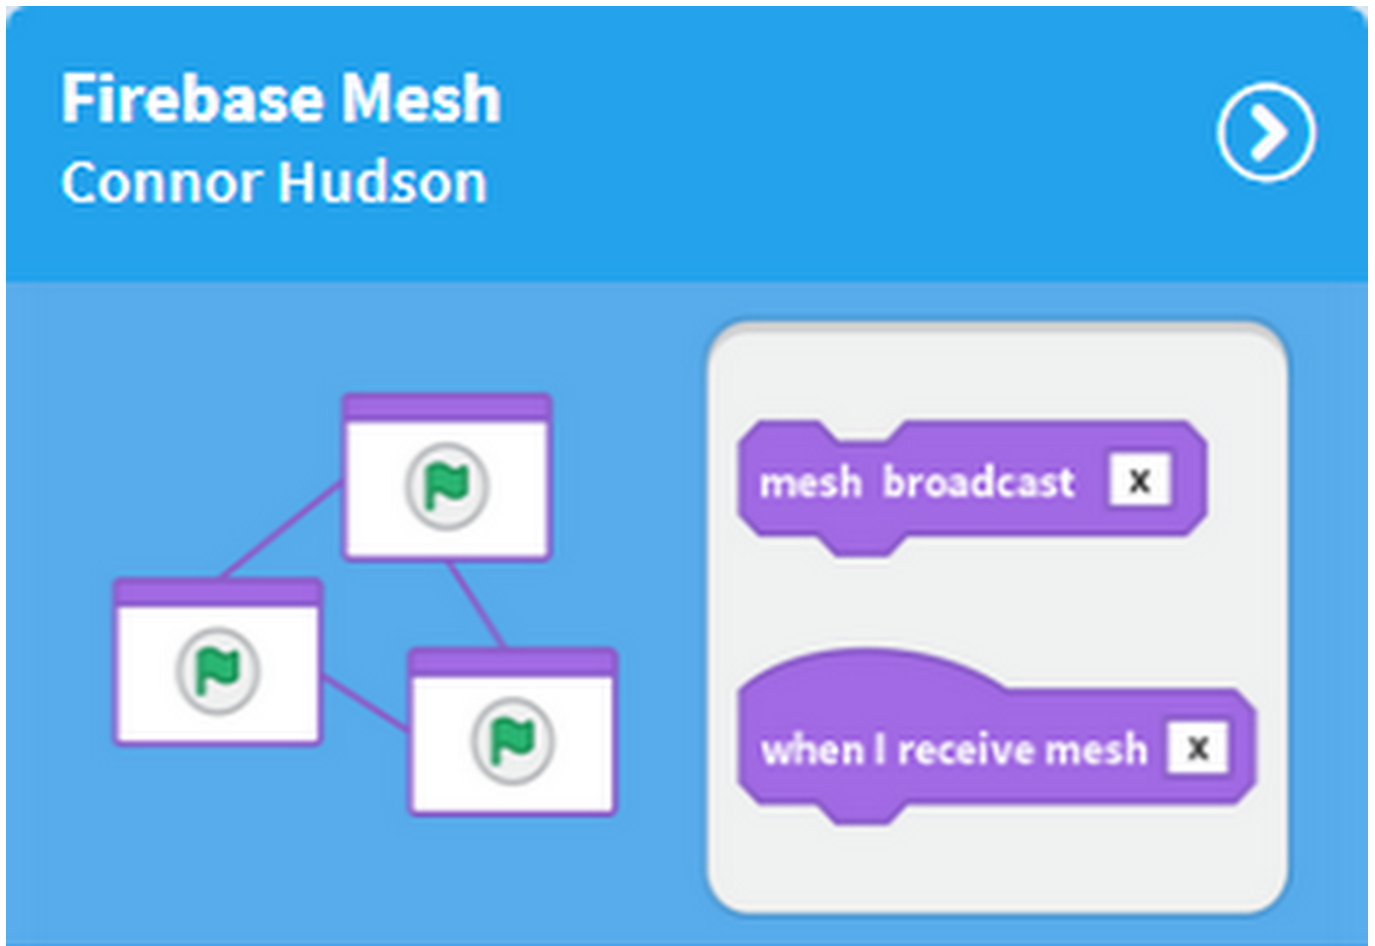 Firebase Mesh
Connor Hudson
mesh broadcast x
when I receive mesh x